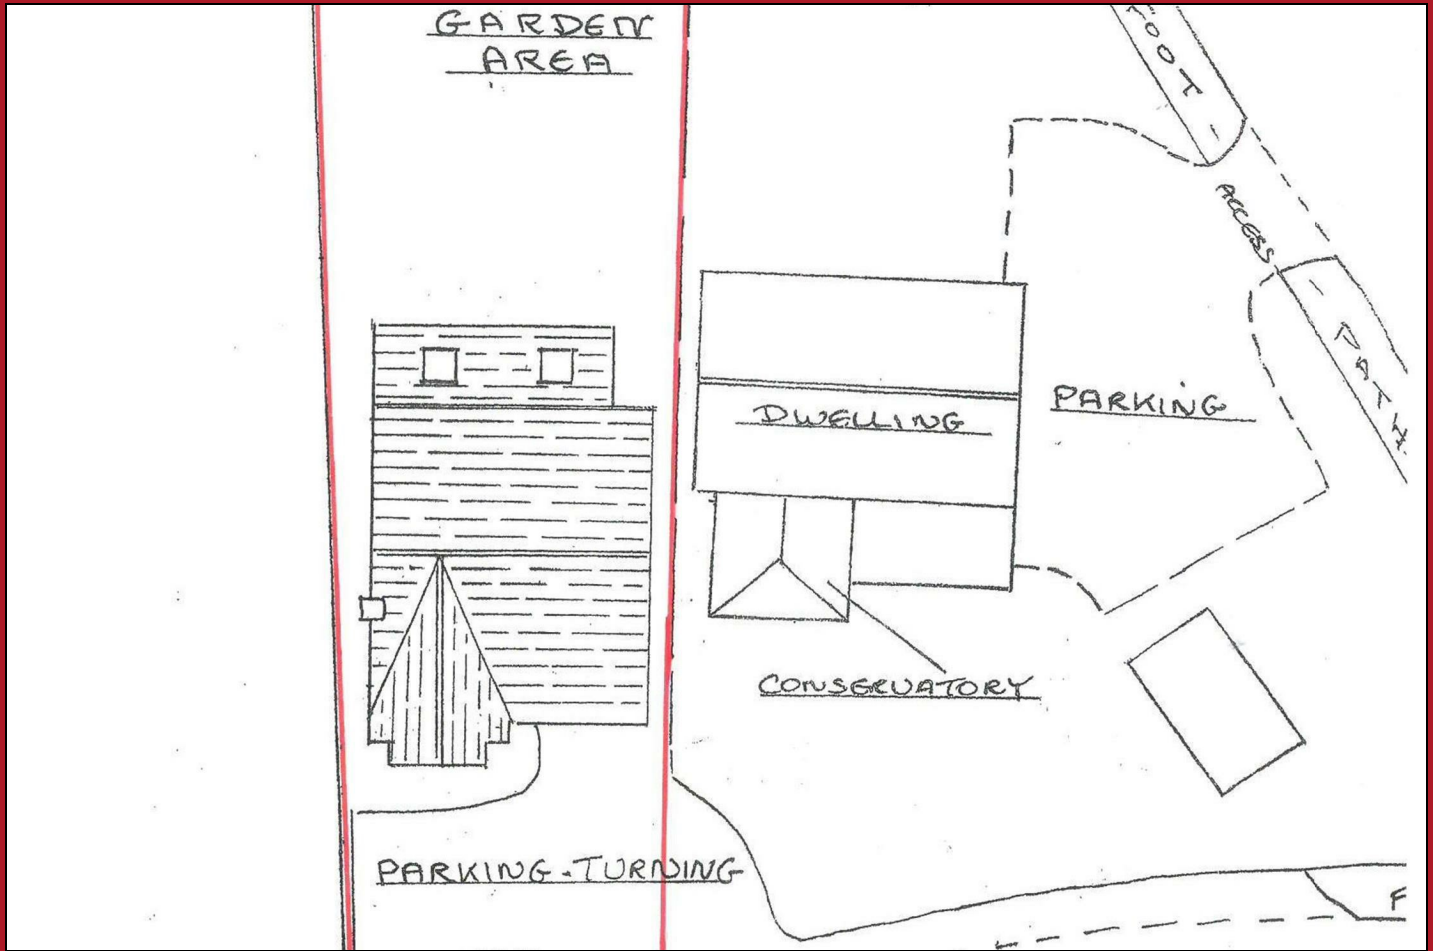 GARDEN
AREA
FOOT
ACCESS
PATH
PARKING
DWELLING
CONSERVATORY
PARKING-TURNING
F